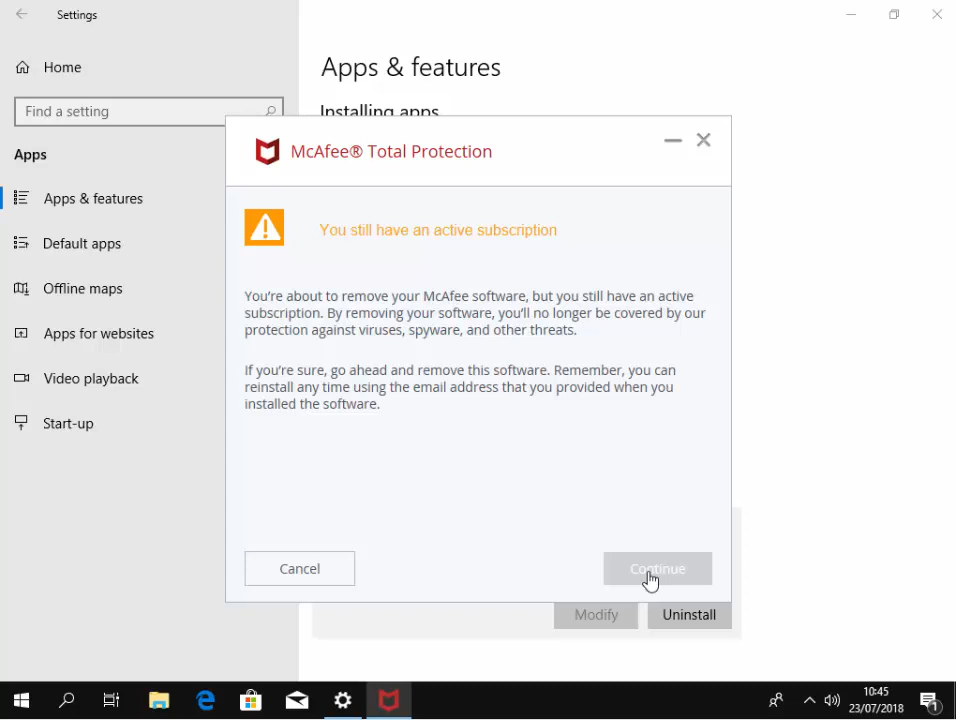 Settings
Home
Find a setting
Apps
Apps & features
Default apps
Offline maps
Apps for websites
Video playback
Start-up
Apps & features
Installing apps
McAfee® Total Protection
You still have an active subscription
You're about to remove your McAfee software, but you still have an active
subscription. By removing your software, you'll no longer be covered by our
protection against viruses, spyware, and other threats.
If you're sure, go ahead and remove this software. Remember, you can
reinstall any time using the email address that you provided when you
installed the software.
Cancel
Continue
Modify
Uninstall
10:45
23/07/2018
1